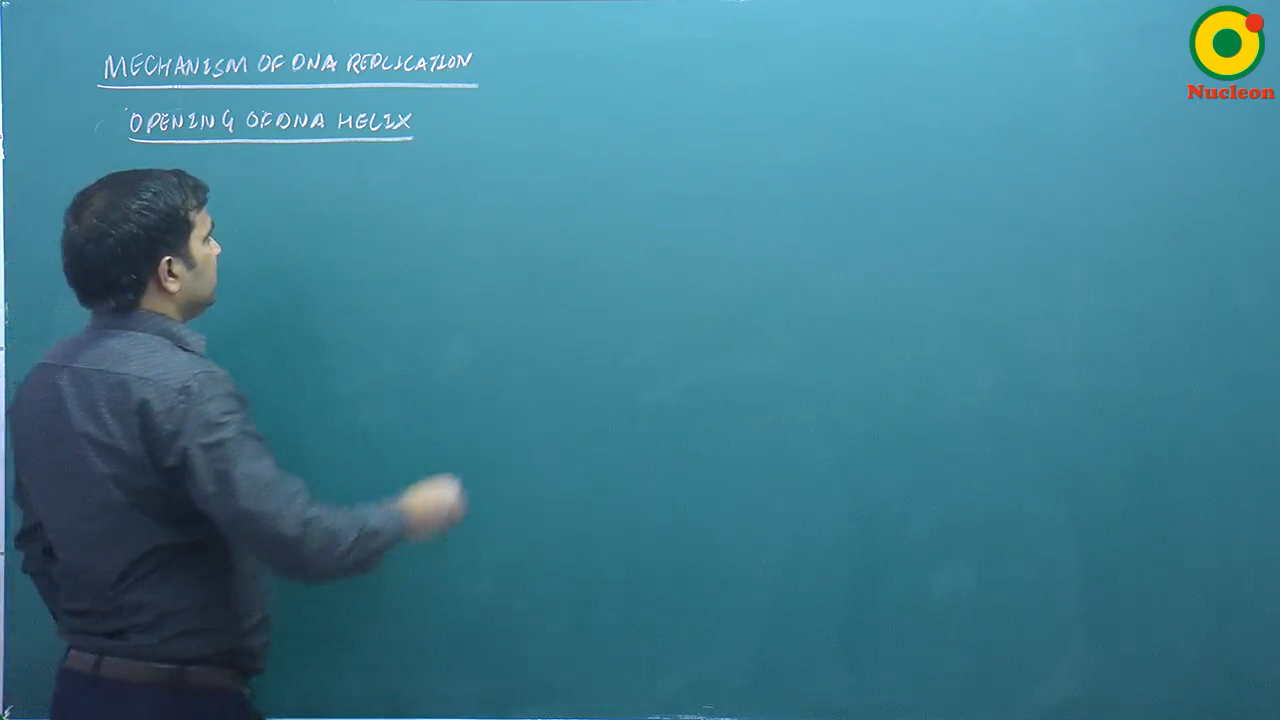 MECHANISM OF DNA REPLICATION
OPENING OF DNA HELIX
Nucleon